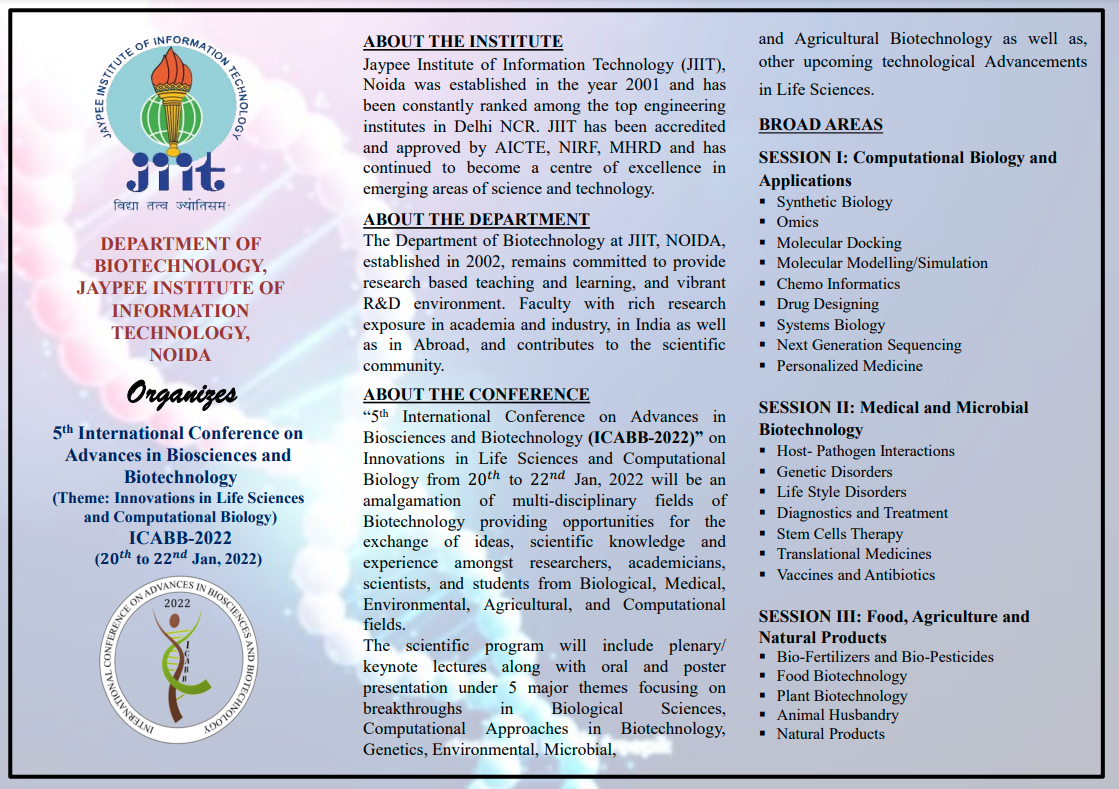 JAYPEE INSTITUTE OF INFORMATION TECHNOLOGY
jiit
विद्या तत्व ज्योतिसम:
DEPARTMENT OF
BIOTECHNOLOGY,
JAYPEE INSTITUTE OF
INFORMATION
TECHNOLOGY,
NOIDA
Organizes
5th International Conference on
Advances in Biosciences and
Biotechnology
(Theme: Innovations in Life Sciences
and Computational Biology)
ICABB-2022
(20th to 22nd Jan, 2022)
INTERNATIONAL CONFERENCE ON ADVANCES IN BIOSCIENCES AND BIOTECHNOLOGY
2022
ICABB
ABOUT THE INSTITUTE
Jaypee Institute of Information Technology (JIIT),
Noida was established in the year 2001 and has
been constantly ranked among the top engineering
institutes in Delhi NCR. JIIT has been accredited
and approved by AICTE, NIRF, MHRD and has
continued to become a centre of excellence in
emerging areas of science and technology.
ABOUT THE DEPARTMENT
The Department of Biotechnology at JIIT, NOIDA,
established in 2002, remains committed to provide
research based teaching and learning, and vibrant
R&D environment. Faculty with rich research
exposure in academia and industry, in India as well
as in Abroad, and contributes to the scientific
community.
ABOUT THE CONFERENCE
“5th International Conference on Advances in
Biosciences and Biotechnology (ICABB-2022)” on
Innovations in Life Sciences and Computational
Biology from 20th to 22nd Jan, 2022 will be an
amalgamation of multi-disciplinary fields of
Biotechnology providing opportunities for the
exchange of ideas, scientific knowledge and
experience amongst researchers, academicians,
scientists, and students from Biological, Medical,
Environmental, Agricultural, and Computational
fields.
The scientific program will include plenary/
keynote lectures along with oral and poster
presentation under 5 major themes focusing on
breakthroughs in Biological Sciences,
Computational Approaches in Biotechnology,
Genetics, Environmental, Microbial,
and Agricultural Biotechnology as well as,
other upcoming technological Advancements
in Life Sciences.
BROAD AREAS
SESSION I: Computational Biology and
Applications
▪ Synthetic Biology
▪ Omics
▪ Molecular Docking
▪ Molecular Modelling/Simulation
▪ Chemo Informatics
▪ Drug Designing
▪ Systems Biology
▪ Next Generation Sequencing
▪ Personalized Medicine
SESSION II: Medical and Microbial
Biotechnology
▪ Host- Pathogen Interactions
▪ Genetic Disorders
▪ Life Style Disorders
▪ Diagnostics and Treatment
▪ Stem Cells Therapy
▪ Translational Medicines
▪ Vaccines and Antibiotics
SESSION III: Food, Agriculture and
Natural Products
▪ Bio-Fertilizers and Bio-Pesticides
▪ Food Biotechnology
▪ Plant Biotechnology
▪ Animal Husbandry
▪ Natural Products